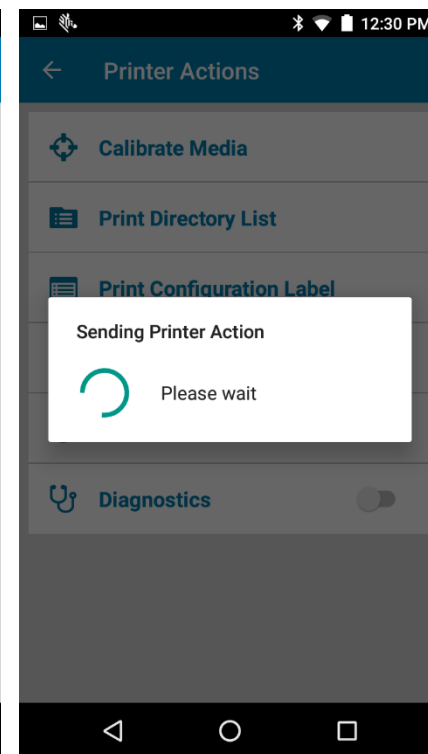 12:30 PM
Printer Actions
Calibrate Media
Print Directory List
Print Configuration Label
Sending Printer Action
Please wait
Diagnostics